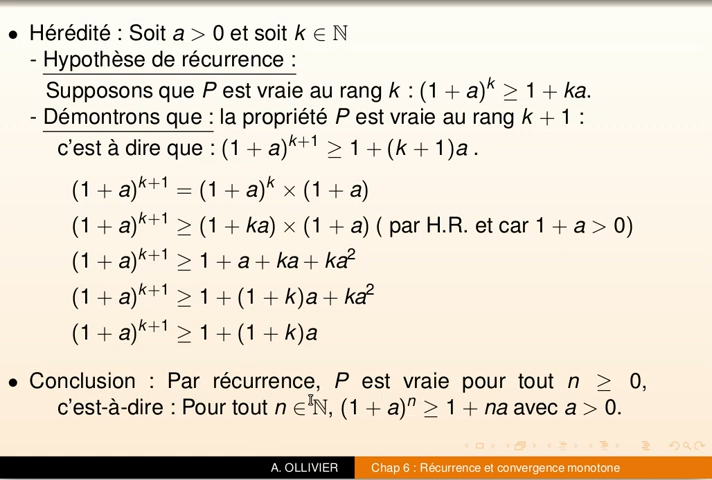 • Hérédité : Soit a > 0 et soit k ∈ ℕ
- Hypothèse de récurrence :
Supposons que P est vraie au rang k : (1 + a)^k ≥ 1 + ka.
- Démontrons que : la propriété P est vraie au rang k + 1 :
c'est à dire que : (1 + a)^{k+1} ≥ 1 + (k + 1)a .
(1 + a)^{k+1} = (1 + a)^k × (1 + a)
(1 + a)^{k+1} ≥ (1 + ka) × (1 + a) ( par H.R. et car 1 + a > 0)
(1 + a)^{k+1} ≥ 1 + a + ka + ka²
(1 + a)^{k+1} ≥ 1 + (1 + k)a + ka²
(1 + a)^{k+1} ≥ 1 + (1 + k)a
• Conclusion : Par récurrence, P est vraie pour tout n ≥ 0,
c'est-à-dire : Pour tout n ∈ ℕ, (1 + a)^n ≥ 1 + na avec a > 0.
A. OLLIVIER Chap 6 : Récurrence et convergence monotone